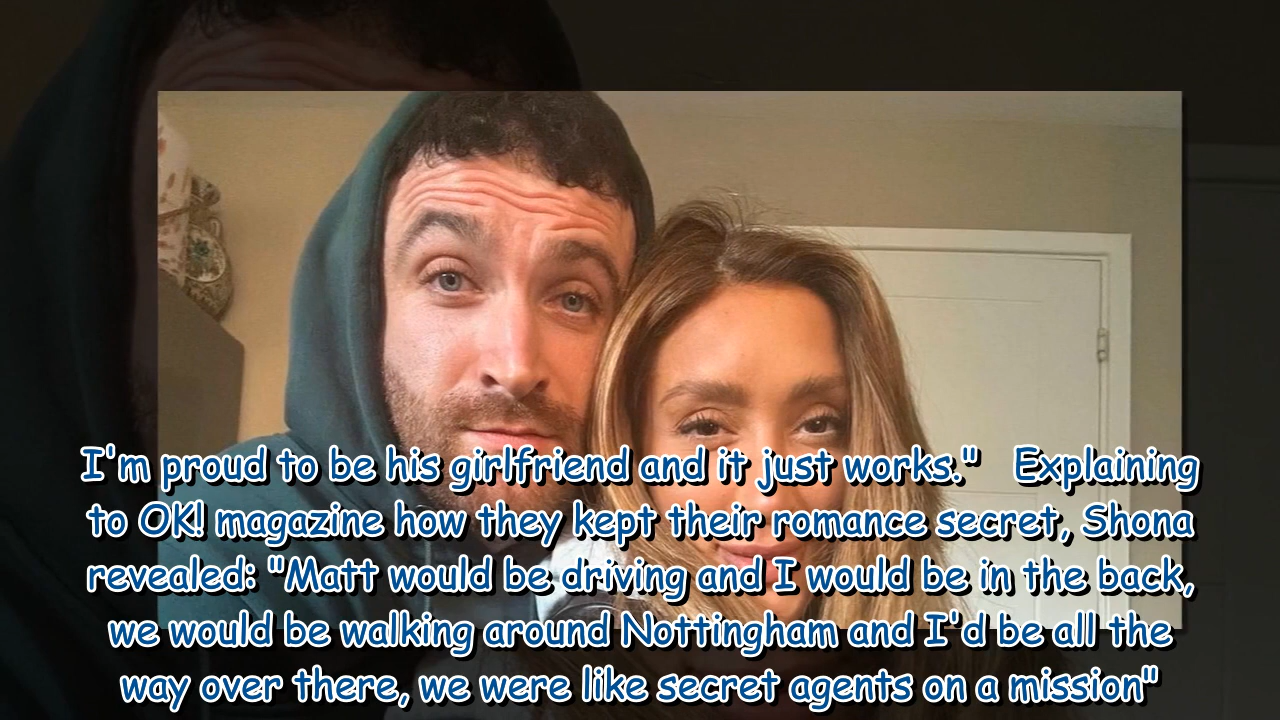 I'm proud to be his girlfriend and it just works."   Explaining
to OK! magazine how they kept their romance secret, Shona
revealed: "Matt would be driving and I would be in the back,
we would be walking around Nottingham and I'd be all the
way over there, we were like secret agents on a mission"